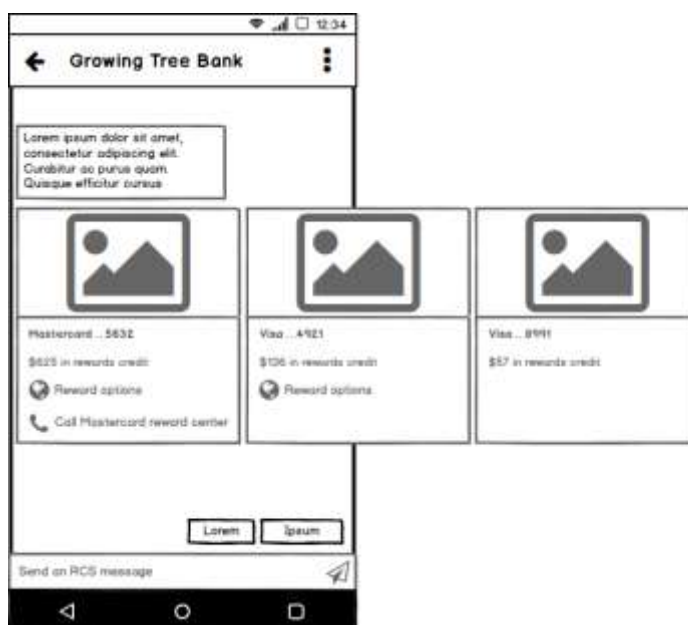 12:34
Growing Tree Bank
Lorem ipsum dolor sit amet,
consectetur adipiscing elit.
Curabitur ac purus quam.
Quisque efficitur cursus
Mastercard ...5632
$625 in rewards credit
Reward options
Call Mastercard reward center
Visa ...4921
$136 in rewards credit
Reward options
Visa ...8991
$57 in rewards credit
Lorem
Ipsum
Send an RCS message